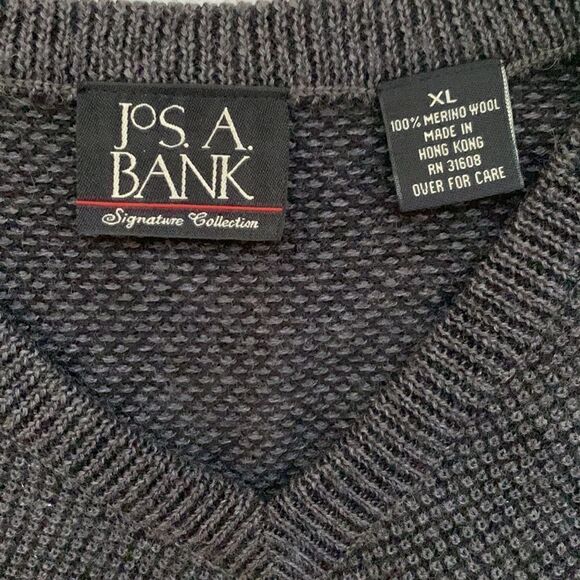 JOS. A.
BANK
Signature Collection
XL
100% MERINO WOOL
MADE IN
HONG KONG
RN 31608
OVER FOR CARE